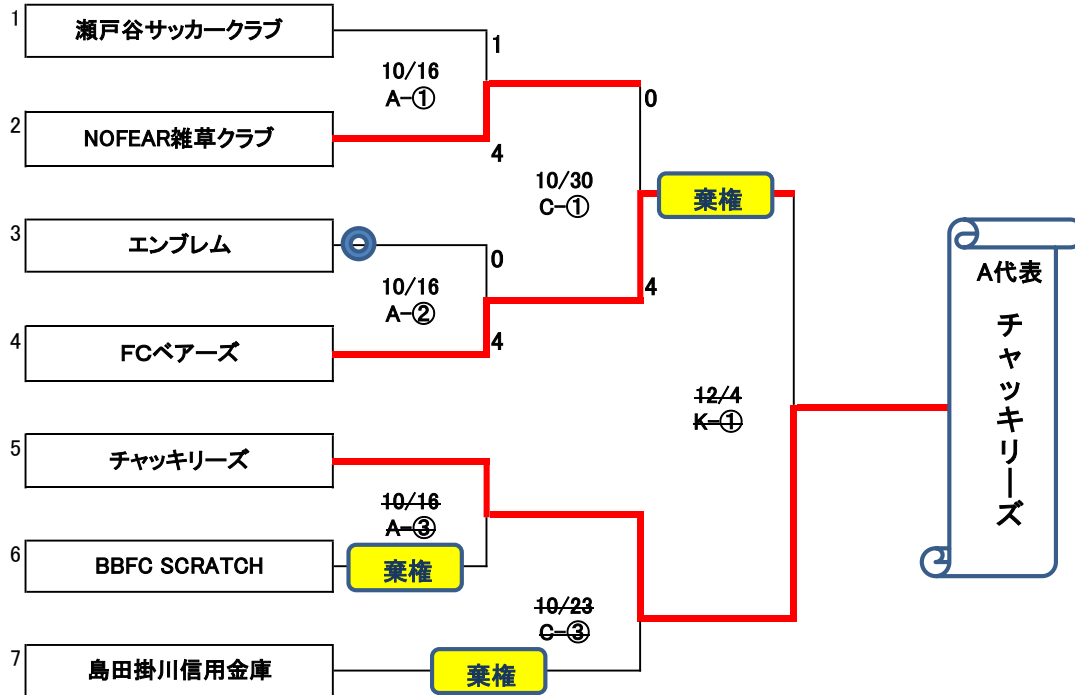 1
瀬戸谷サッカークラブ
1
10/16
A-①
0
2
NOFEAR雑草クラブ
4
10/30
C-①
棄権
3
エンブレム
0
10/16
A-②
4
4
FCベアーズ
4
12/4
K-①
A代表
チャッキリーズ
5
チャッキリーズ
10/16
A-③
6
BBFC SCRATCH
棄権
10/23
C-③
7
島田掛川信用金庫
棄権